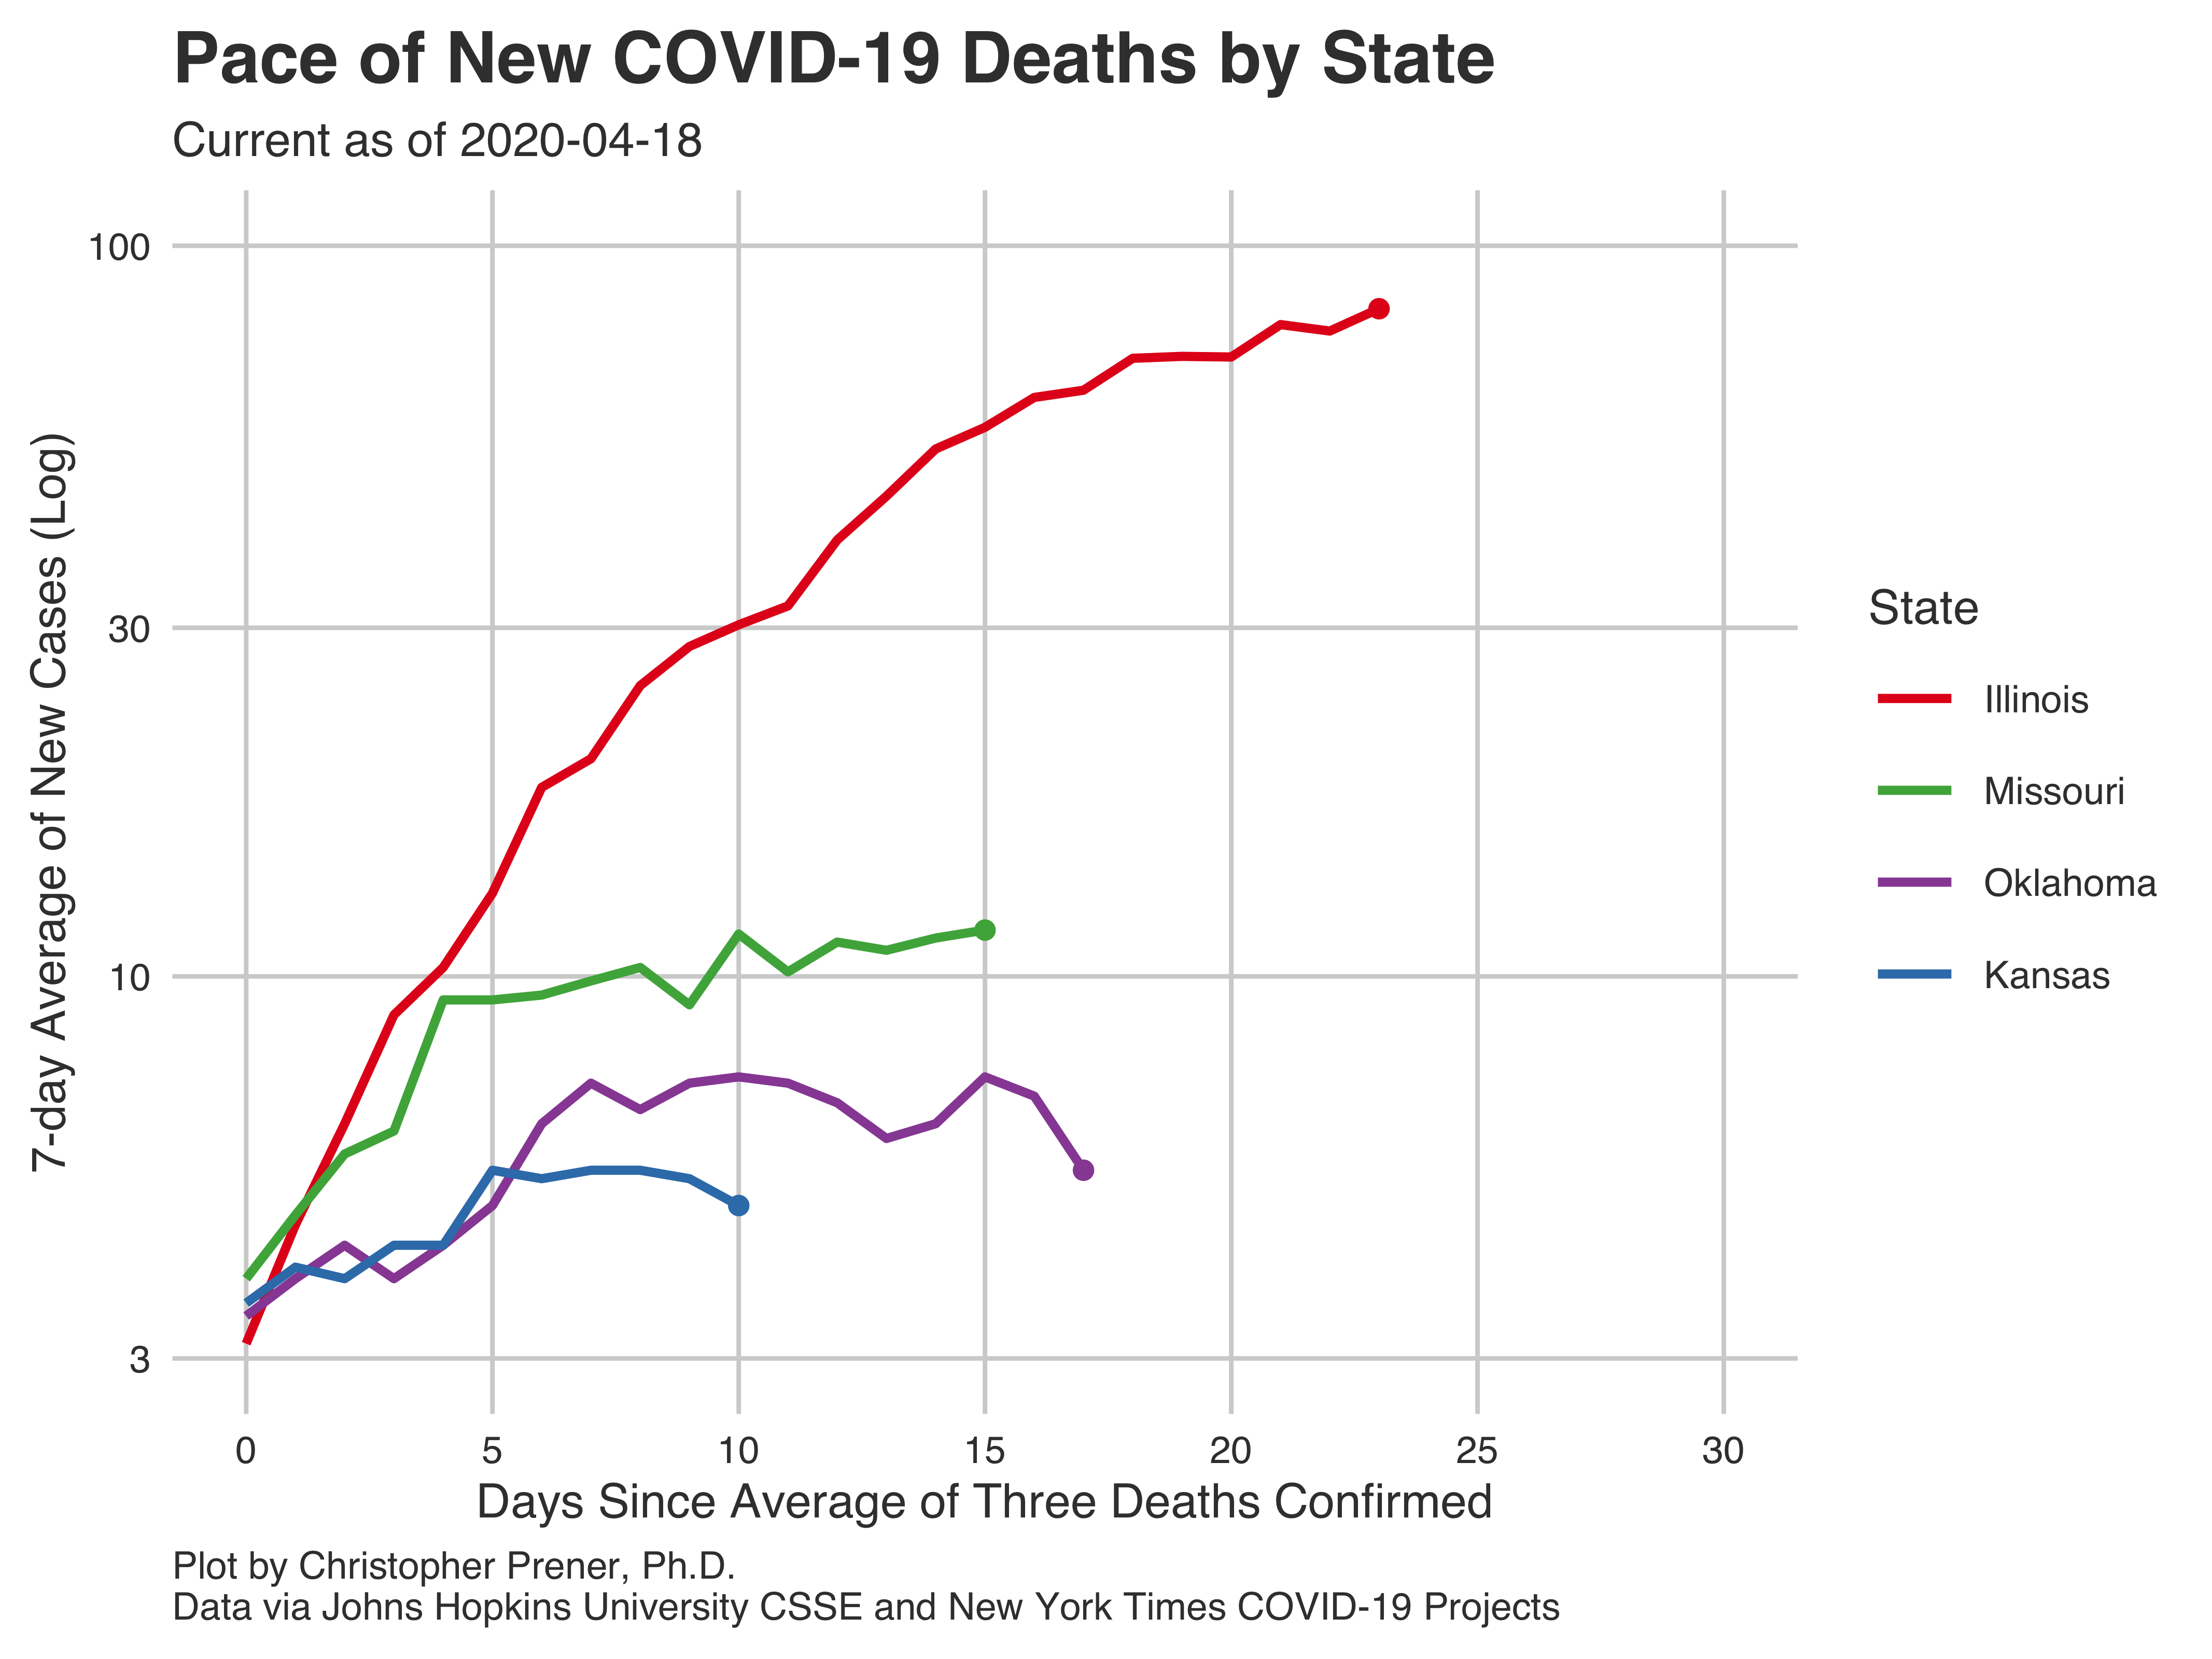 Pace of New COVID-19 Deaths by State
Current as of 2020-04-18
7-day Average of New Cases (Log)
100
30
10
3
0 5 10 15 20 25 30
Days Since Average of Three Deaths Confirmed
State
Illinois
Missouri
Oklahoma
Kansas
Plot by Christopher Prener, Ph.D.
Data via Johns Hopkins University CSSE and New York Times COVID-19 Projects